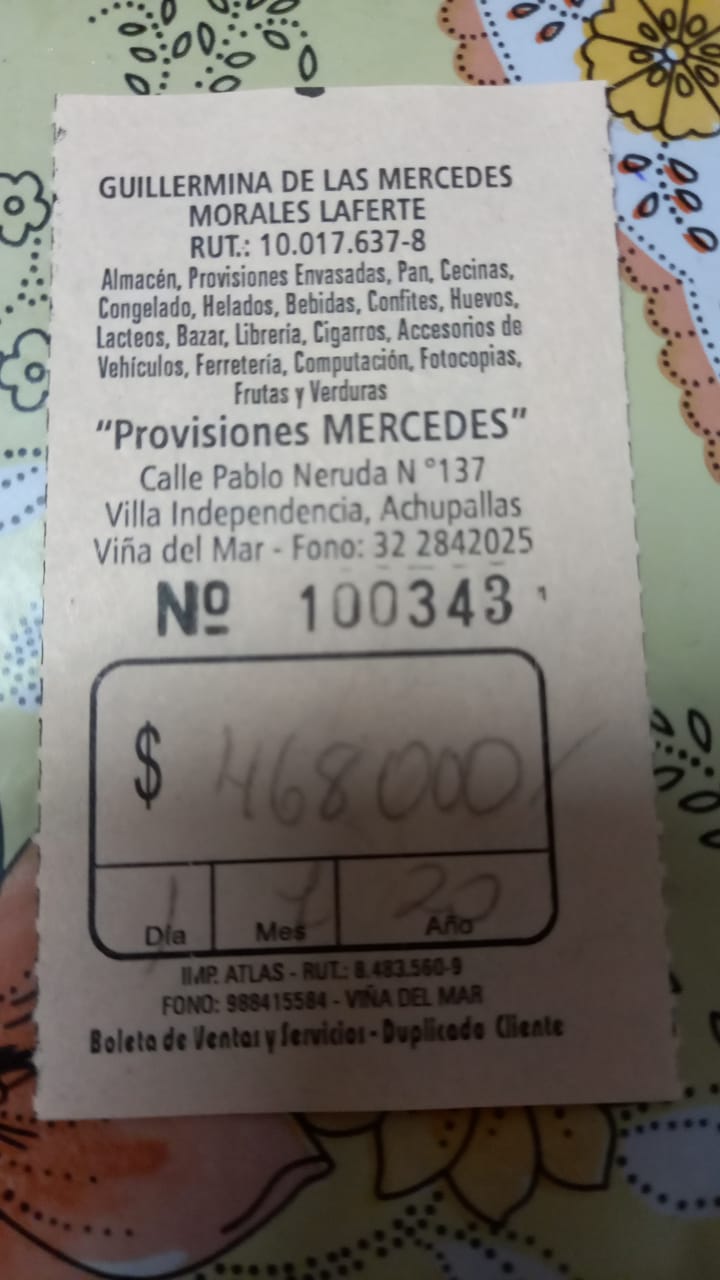 GUILLERMINA DE LAS MERCEDES
MORALES LAFERTE
RUT.: 10.017.637-8
Almacén, Provisiones Envasadas, Pan, Cecinas,
Congelado, Helados, Bebidas, Confites, Huevos,
Lacteos, Bazar, Librería, Cigarros, Accesorios de
Vehículos, Ferretería, Computación, Fotocopias,
Frutas y Verduras
“Provisiones MERCEDES”
Calle Pablo Neruda N °137
Villa Independencia, Achupallas
Viña del Mar - Fono: 32 2842025
Nº 100343
$ 468000/
1 20
Día Mes Año
IMP. ATLAS - RUT.: 8.483.560-9
FONO: 988415584 - VIÑA DEL MAR
Boleta de Ventas y Servicios - Duplicado Cliente